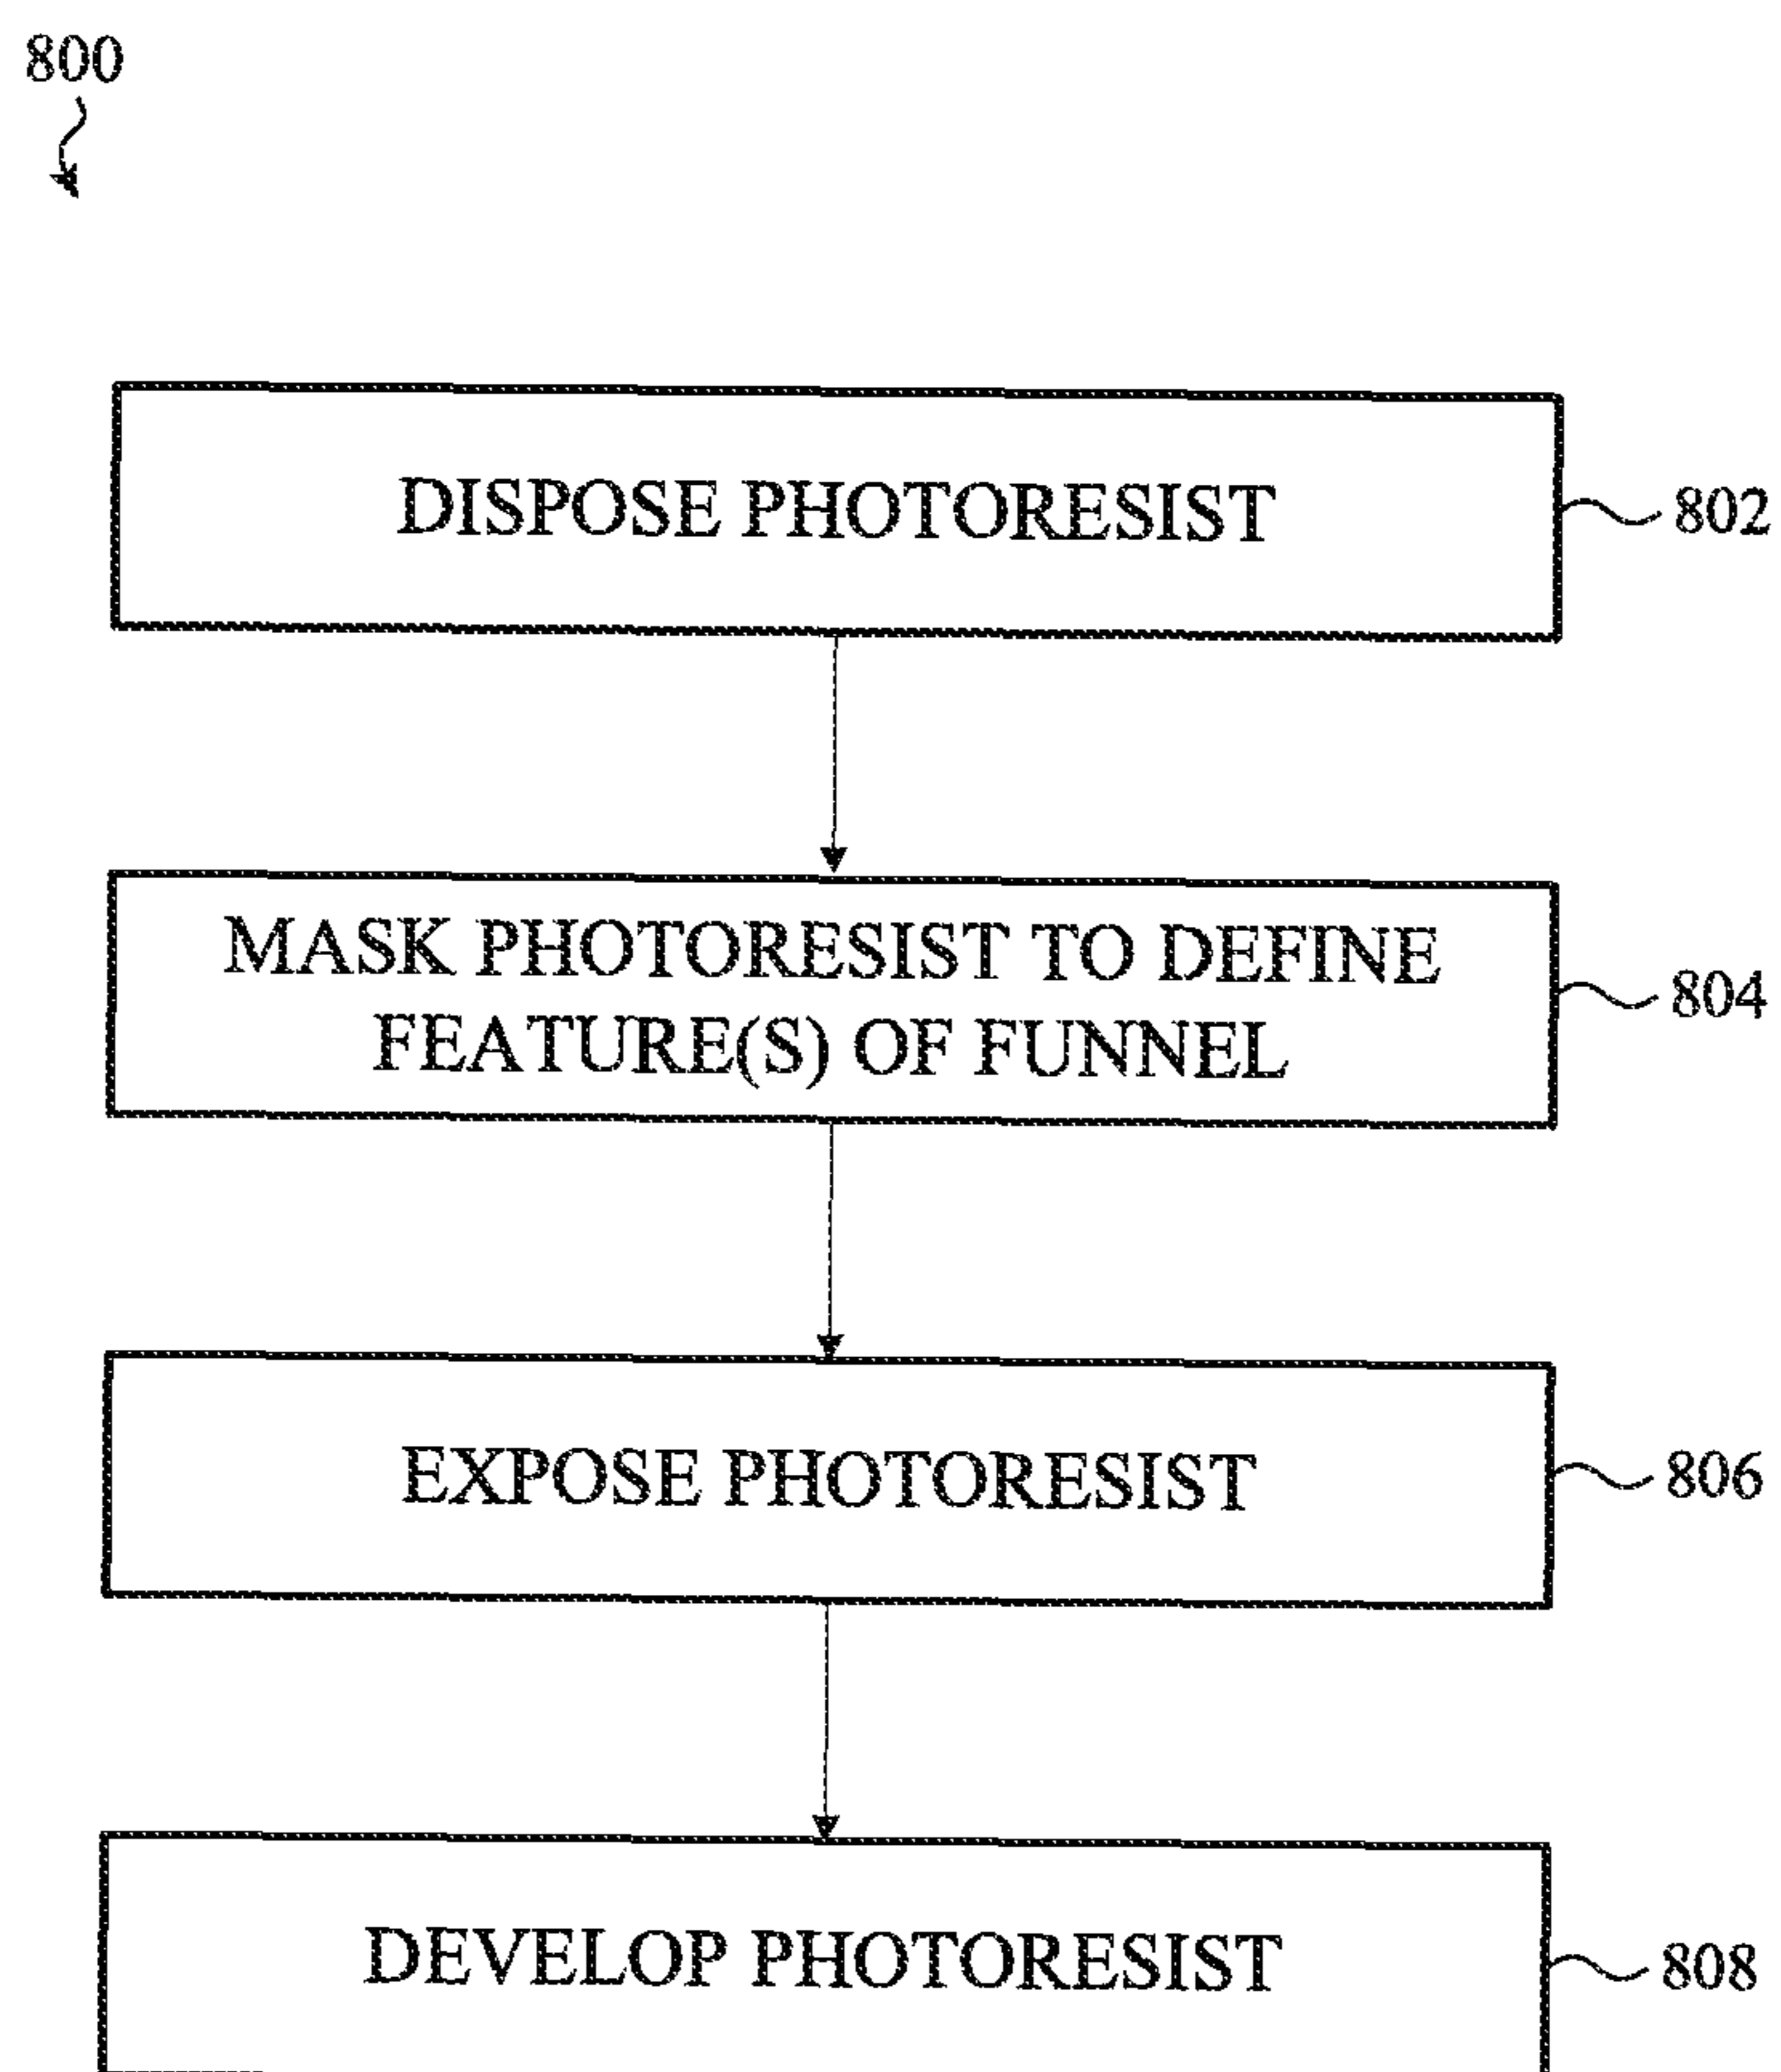 800
DISPOSE PHOTORESIST
802
MASK PHOTORESIST TO DEFINE
FEATURE(S) OF FUNNEL
804
EXPOSE PHOTORESIST
806
DEVELOP PHOTORESIST
808